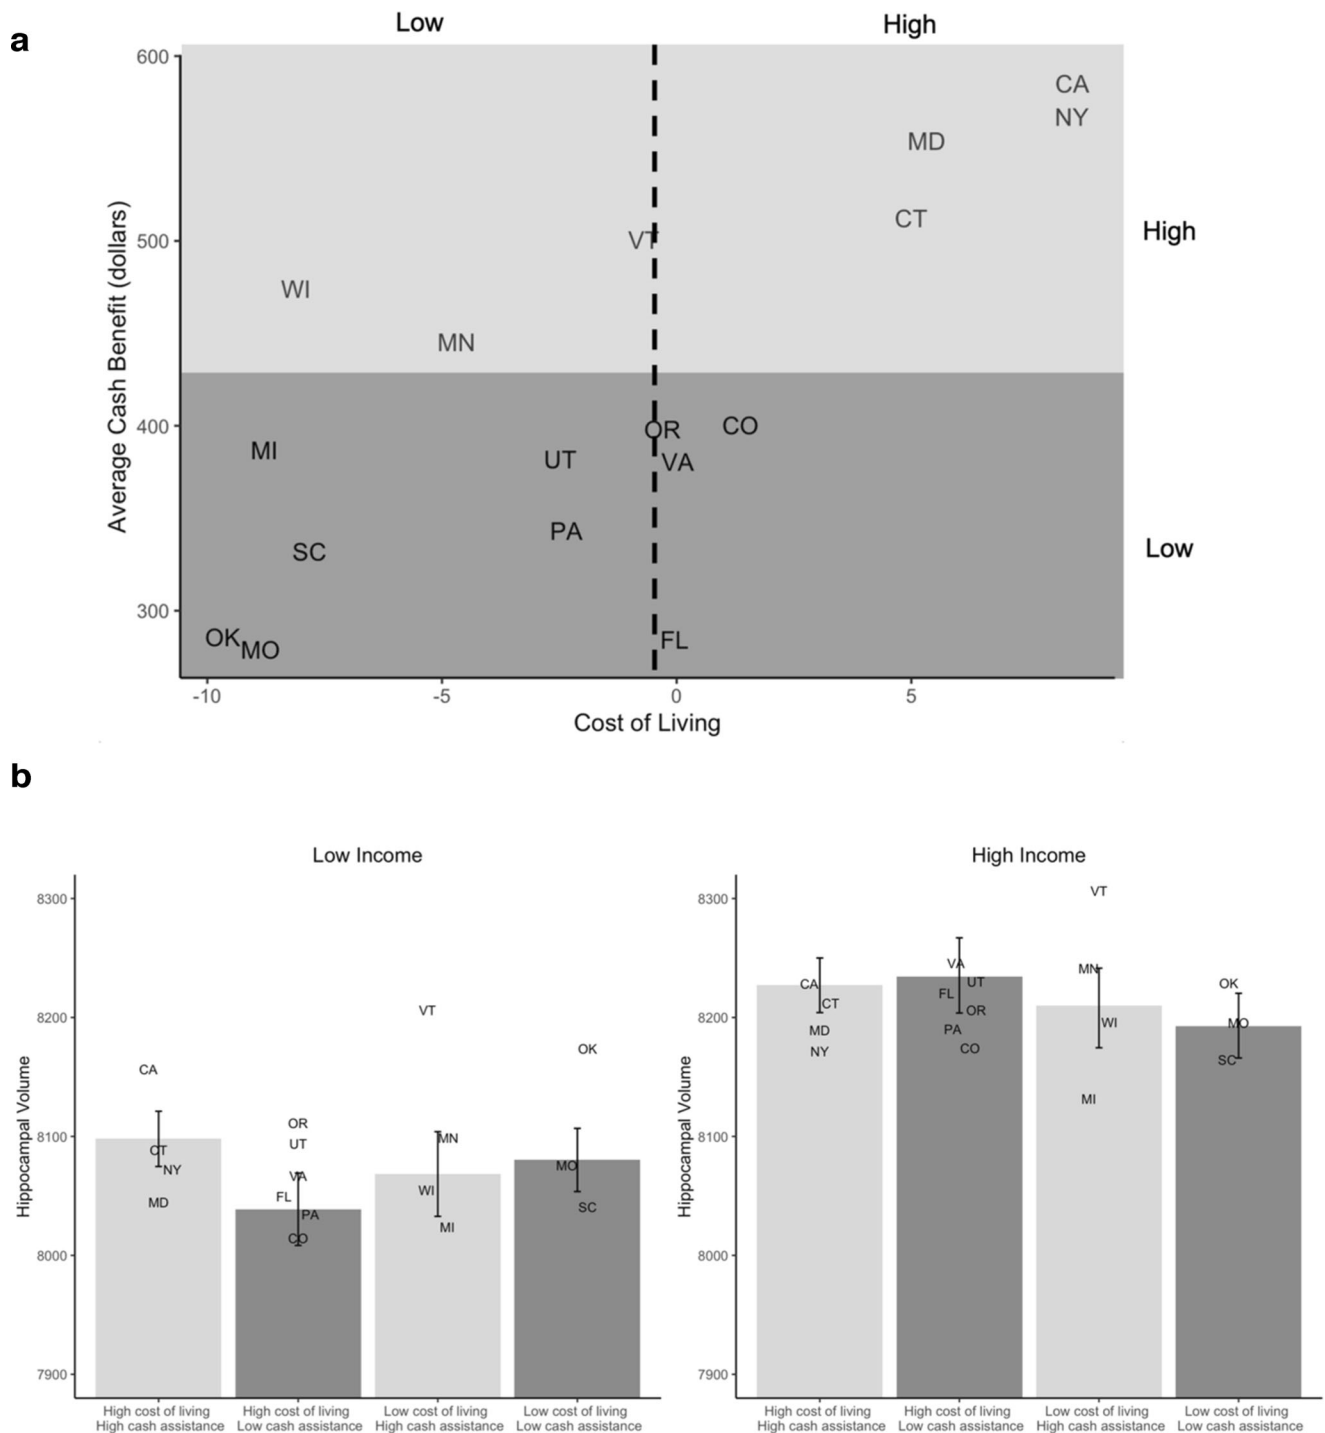 a
Low
High
600
500
400
300
Average Cash Benefit (dollars)
CA
NY
MD
CT
VT
WI
MN
High
OR
CO
MI
UT
VA
PA
SC
Low
OK
MO
FL
-10
-5
0
5
Cost of Living
b
Low Income
8300
8200
8100
8000
7900
Hippocampal Volume
CA
CT
NY
MD
OR
UT
VA
FL
PA
CO
VT
MN
WI
MI
OK
MO
SC
High cost of living
High cash assistance
High cost of living
Low cash assistance
Low cost of living
High cash assistance
Low cost of living
Low cash assistance
High Income
8300
8200
8100
8000
7900
Hippocampal Volume
CA
CT
MD
NY
VA
UT
FL
OR
PA
CO
VT
MN
WI
MI
OK
MO
SC
High cost of living
High cash assistance
High cost of living
Low cash assistance
Low cost of living
High cash assistance
Low cost of living
Low cash assistance